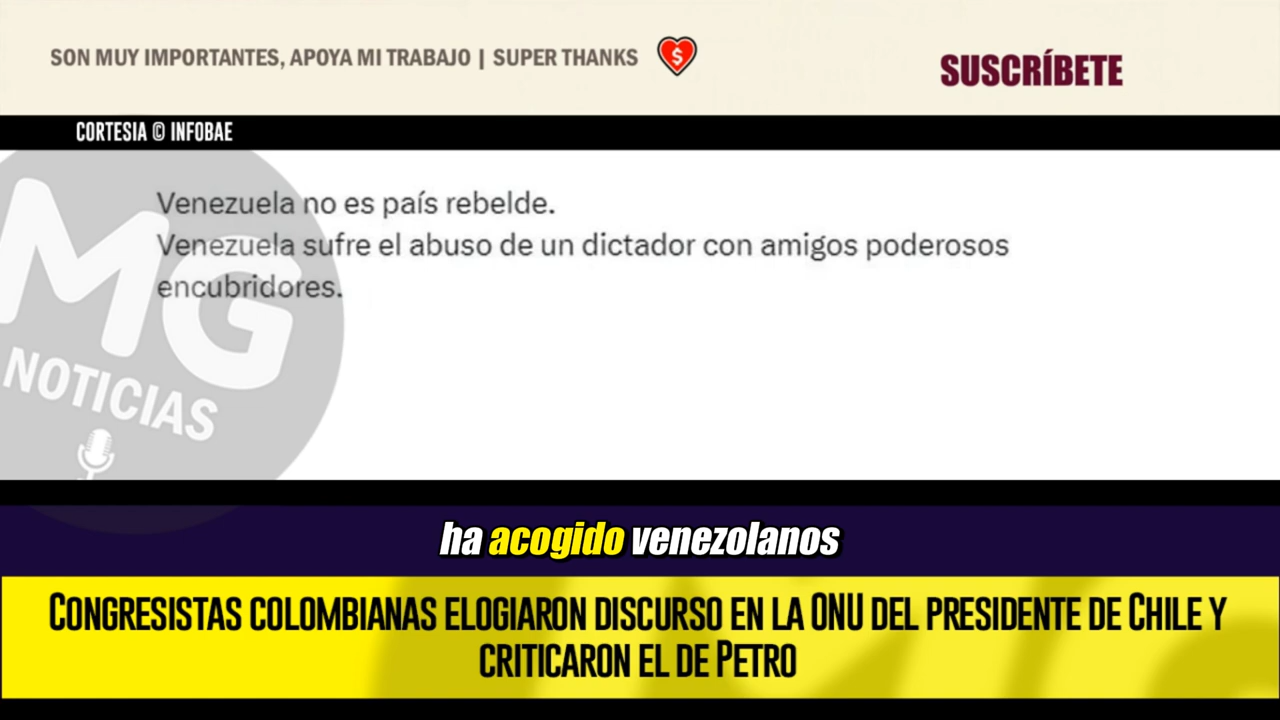 SON MUY IMPORTANTES, APOYA MI TRABAJO | SUPER THANKS
SUSCRÍBETE
CORTESIA © INFOBAE
Venezuela no es país rebelde.
Venezuela sufre el abuso de un dictador con amigos poderosos
encubridores.
MG
NOTICIAS
ha acogido venezolanos
CONGRESISTAS COLOMBIANAS ELOGIARON DISCURSO EN LA ONU DEL PRESIDENTE DE CHILE Y
CRITICARON EL DE PETRO